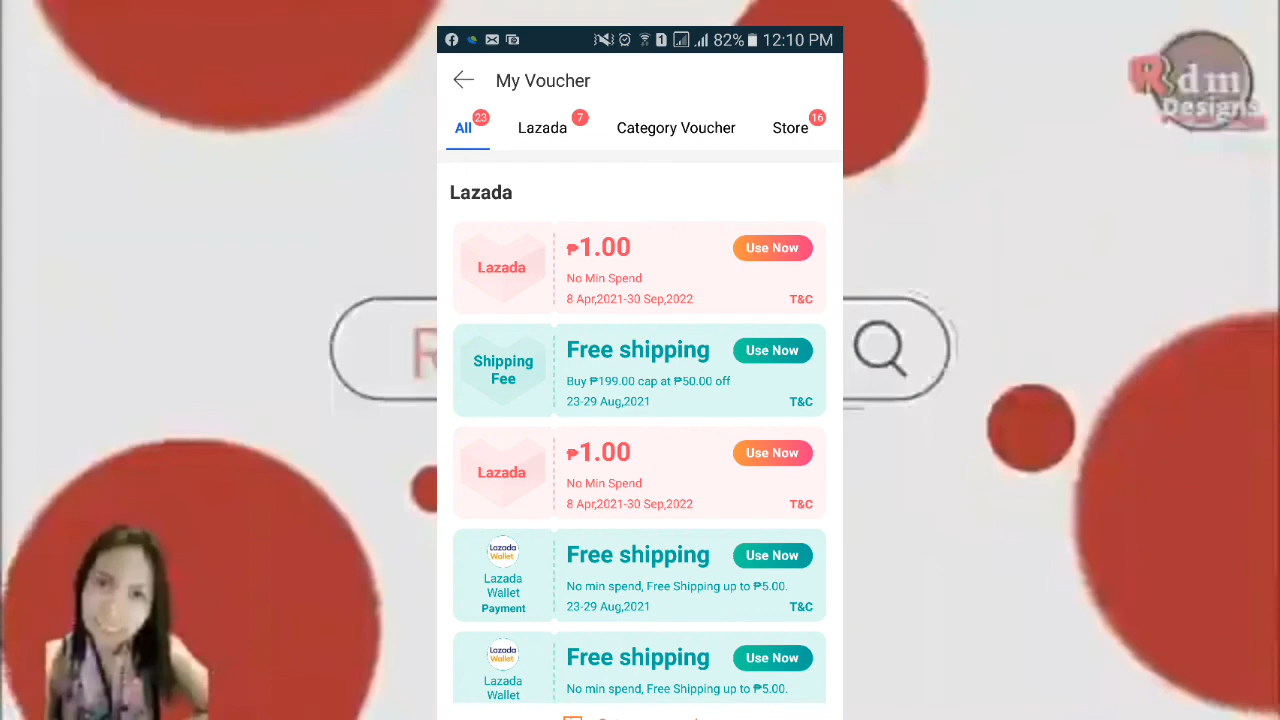 82% 12:10 PM
Rdm
Designs
My Voucher
All 23 Lazada 7 Category Voucher Store 16
Lazada
Lazada
₱1.00
Use Now
No Min Spend
8 Apr,2021-30 Sep,2022
T&C
Shipping
Fee
Free shipping
Use Now
Buy ₱199.00 cap at ₱50.00 off
23-29 Aug,2021
T&C
Lazada
₱1.00
Use Now
No Min Spend
8 Apr,2021-30 Sep,2022
T&C
Lazada
Wallet
Lazada
Wallet
Payment
Free shipping
Use Now
No min spend, Free Shipping up to ₱5.00.
23-29 Aug,2021
T&C
Lazada
Wallet
Lazada
Wallet
Free shipping
Use Now
No min spend, Free Shipping up to ₱5.00.